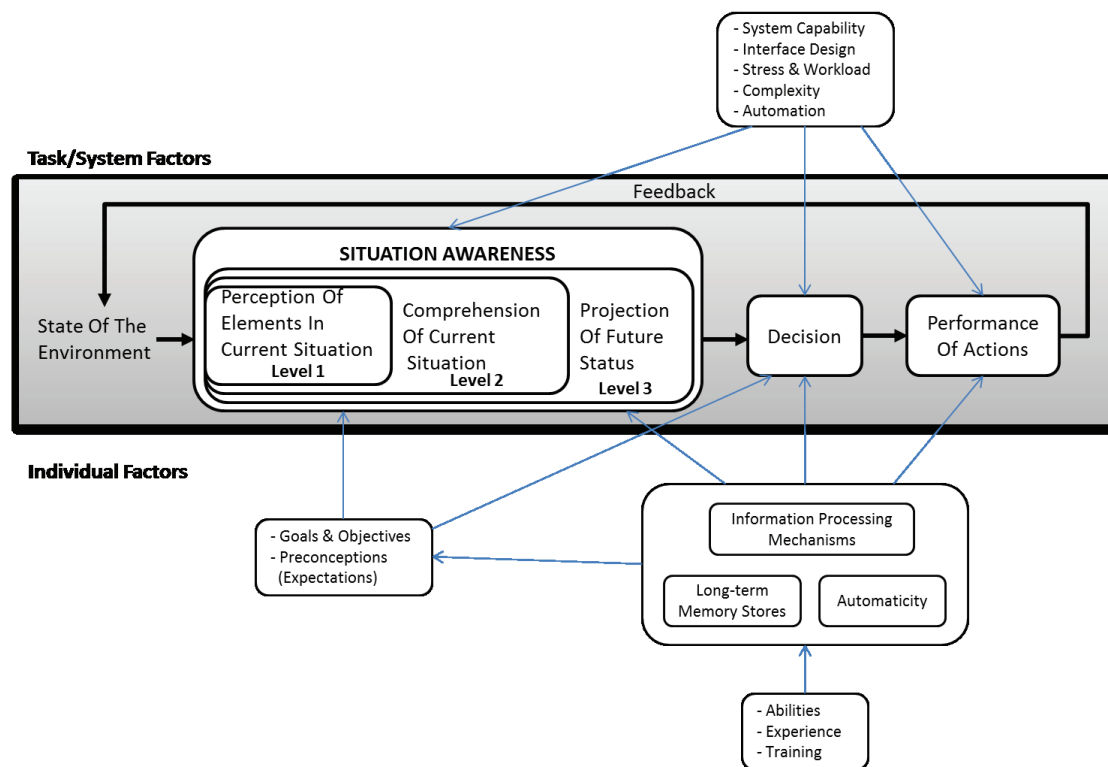 - System Capability
- Interface Design
- Stress & Workload
- Complexity
- Automation
Task/System Factors
Feedback
SITUATION AWARENESS
Perception Of
Elements In
Current Situation
Level 1
Comprehension
Of Current
Situation
Level 2
Projection
Of Future
Status
Level 3
State Of The
Environment
Decision
Performance
Of Actions
Individual Factors
- Goals & Objectives
- Preconceptions
(Expectations)
Information Processing
Mechanisms
Long-term
Memory Stores
Automaticity
- Abilities
- Experience
- Training